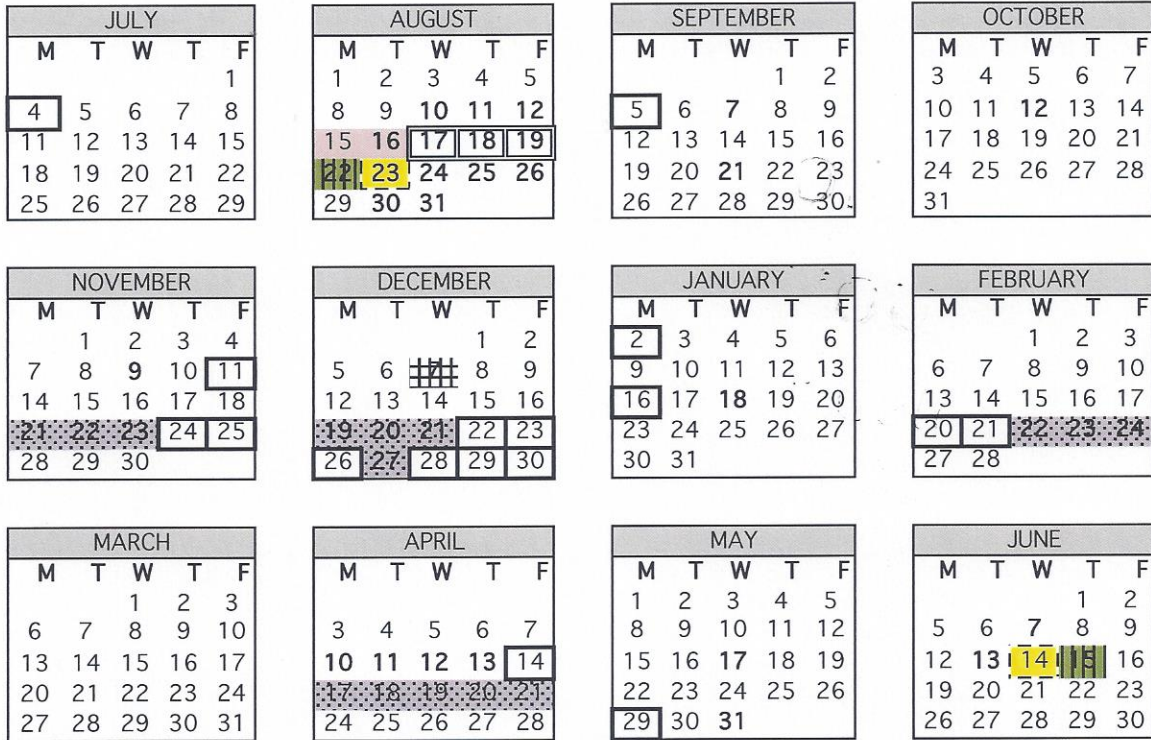 JULY
M T W T F
1
4 5 6 7 8
11 12 13 14 15
18 19 20 21 22
25 26 27 28 29
AUGUST
M T W T F
1 2 3 4 5
8 9 10 11 12
15 16 17 18 19
22 23 24 25 26
29 30 31
SEPTEMBER
M T W T F
1 2
5 6 7 8 9
12 13 14 15 16
19 20 21 22 23
26 27 28 29 30
OCTOBER
M T W T F
3 4 5 6 7
10 11 12 13 14
17 18 19 20 21
24 25 26 27 28
31
NOVEMBER
M T W T F
1 2 3 4
7 8 9 10 11
14 15 16 17 18
21 22 23 24 25
28 29 30
DECEMBER
M T W T F
1 2
5 6 7 8 9
12 13 14 15 16
19 20 21 22 23
26 27 28 29 30
JANUARY
M T W T F
2 3 4 5 6
9 10 11 12 13
16 17 18 19 20
23 24 25 26 27
30 31
FEBRUARY
M T W T F
1 2 3
6 7 8 9 10
13 14 15 16 17
20 21 22 23 24
27 28
MARCH
M T W T F
1 2 3
6 7 8 9 10
13 14 15 16 17
20 21 22 23 24
27 28 29 30 31
APRIL
M T W T F
3 4 5 6 7
10 11 12 13 14
17 18 19 20 21
24 25 26 27 28
MAY
M T W T F
1 2 3 4 5
8 9 10 11 12
15 16 17 18 19
22 23 24 25 26
29 30 31
JUNE
M T W T F
1 2
5 6 7 8 9
12 13 14 15 16
19 20 21 22 23
26 27 28 29 30